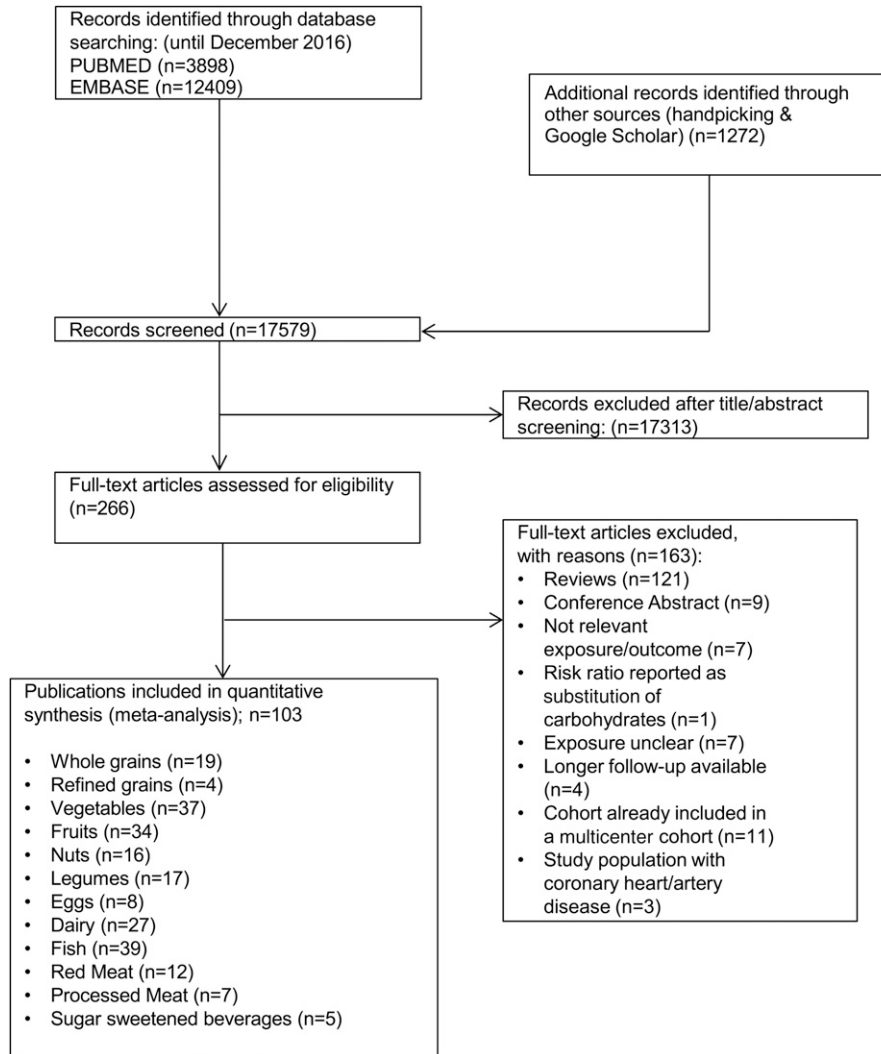 Records identified through database
searching: (until December 2016)
PUBMED (n=3898)
EMBASE (n=12409)
Additional records identified through
other sources (handpicking &
Google Scholar) (n=1272)
Records screened (n=17579)
Records excluded after title/abstract
screening: (n=17313)
Full-text articles assessed for eligibility
(n=266)
Full-text articles excluded,
with reasons (n=163):
• Reviews (n=121)
• Conference Abstract (n=9)
• Not relevant
exposure/outcome (n=7)
• Risk ratio reported as
substitution of
carbohydrates (n=1)
• Exposure unclear (n=7)
• Longer follow-up available
(n=4)
• Cohort already included in
a multicenter cohort (n=11)
• Study population with
coronary heart/artery
disease (n=3)
Publications included in quantitative
synthesis (meta-analysis); n=103
• Whole grains (n=19)
• Refined grains (n=4)
• Vegetables (n=37)
• Fruits (n=34)
• Nuts (n=16)
• Legumes (n=17)
• Eggs (n=8)
• Dairy (n=27)
• Fish (n=39)
• Red Meat (n=12)
• Processed Meat (n=7)
• Sugar sweetened beverages (n=5)